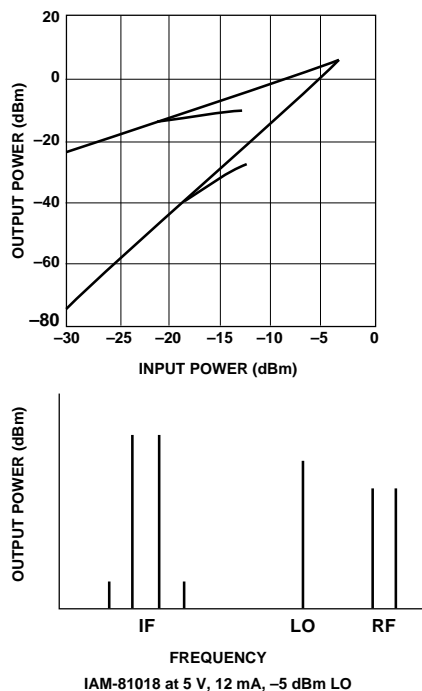 20
0
–20
–40
–60
–80
OUTPUT POWER (dBm)
–30 –25 –20 –15 –10 –5 0
INPUT POWER (dBm)
OUTPUT POWER (dBm)
IF LO RF
FREQUENCY
IAM-81018 at 5 V, 12 mA, –5 dBm LO